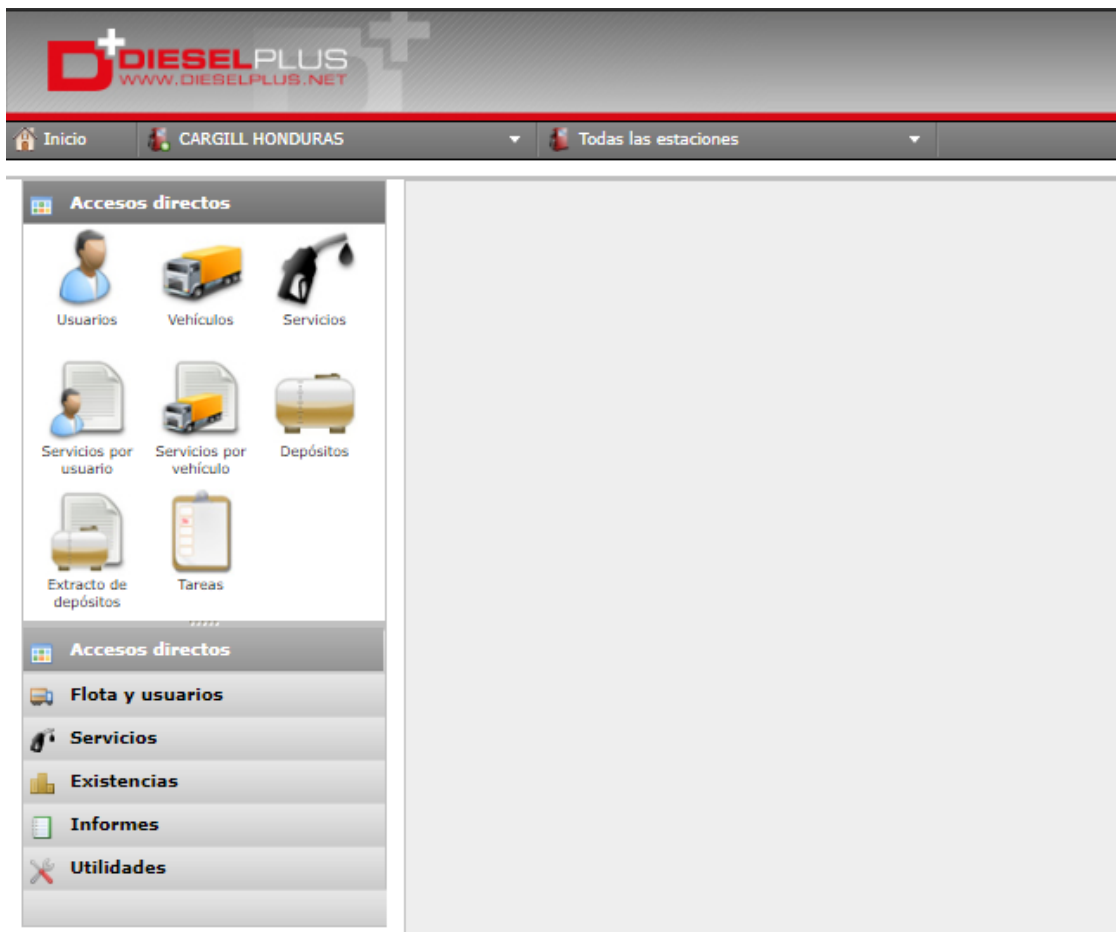 DIESELPLUS
WWW.DIESELPLUS.NET
Inicio
CARGILL HONDURAS
Todas las estaciones
Accesos directos
Usuarios
Vehículos
Servicios
Servicios por usuario
Servicios por vehículo
Depósitos
Extracto de depósitos
Tareas
Accesos directos
Flota y usuarios
Servicios
Existencias
Informes
Utilidades